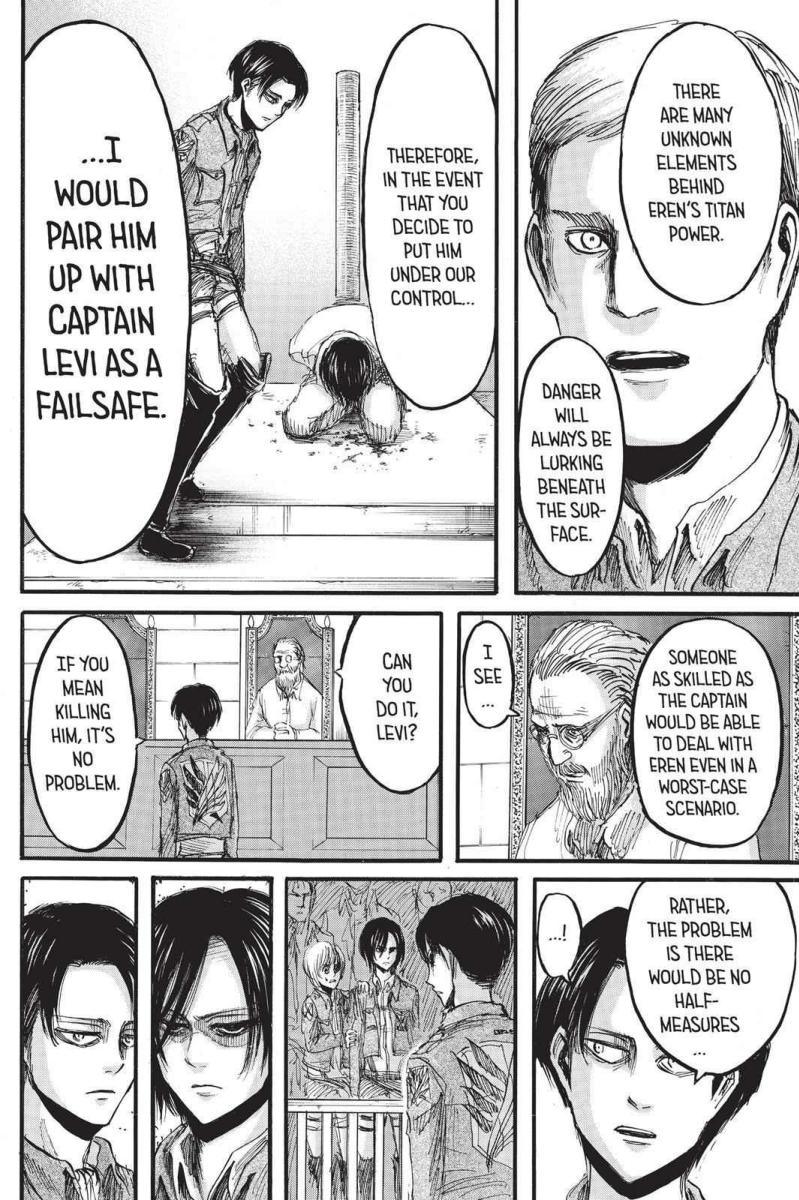 THERE
ARE MANY
UNKNOWN
ELEMENTS
BEHIND
EREN'S TITAN
POWER.
DANGER
WILL
ALWAYS BE
LURKING
BENEATH
THE SUR-
FACE.
THEREFORE,
IN THE EVENT
THAT YOU
DECIDE TO
PUT HIM
UNDER OUR
CONTROL...
...I
WOULD
PAIR HIM
UP WITH
CAPTAIN
LEVI AS A
FAILSAFE.
SOMEONE
AS SKILLED AS
THE CAPTAIN
WOULD BE ABLE
TO DEAL WITH
EREN EVEN IN A
WORST-CASE
SCENARIO.
I
SEE
...
CAN
YOU
DO IT,
LEVI?
IF YOU
MEAN
KILLING
HIM, IT'S
NO
PROBLEM.
RATHER,
THE PROBLEM
IS THERE
WOULD BE NO
HALF-
MEASURES
...
...!